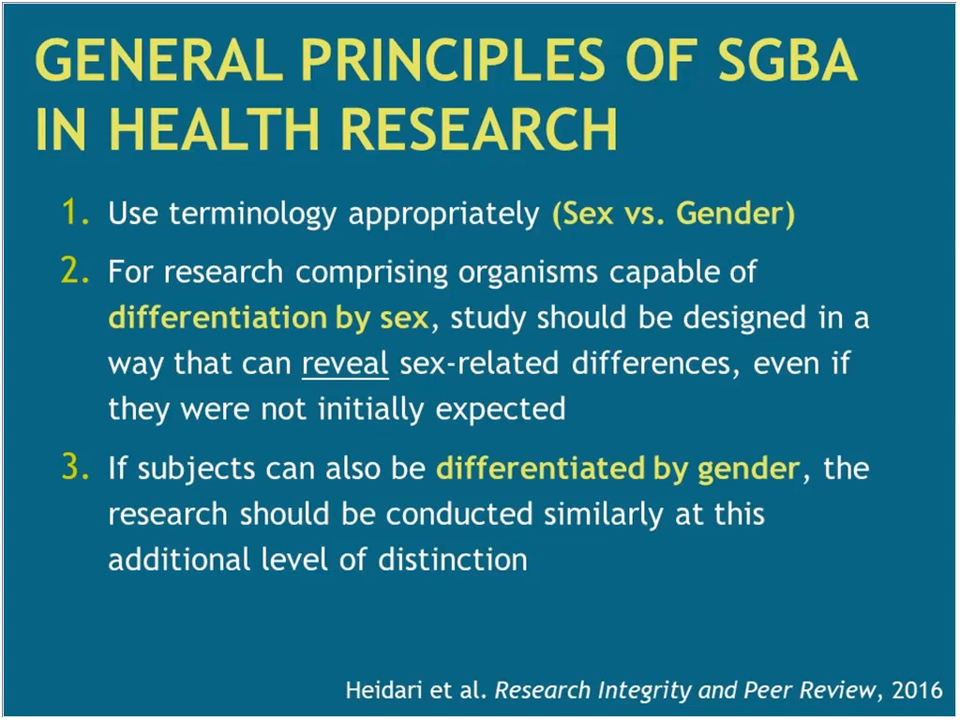 GENERAL PRINCIPLES OF SGBA
IN HEALTH RESEARCH
1. Use terminology appropriately (Sex vs. Gender)
2. For research comprising organisms capable of
differentiation by sex, study should be designed in a
way that can reveal sex-related differences, even if
they were not initially expected
3. If subjects can also be differentiated by gender, the
research should be conducted similarly at this
additional level of distinction
Heidari et al. Research Integrity and Peer Review, 2016